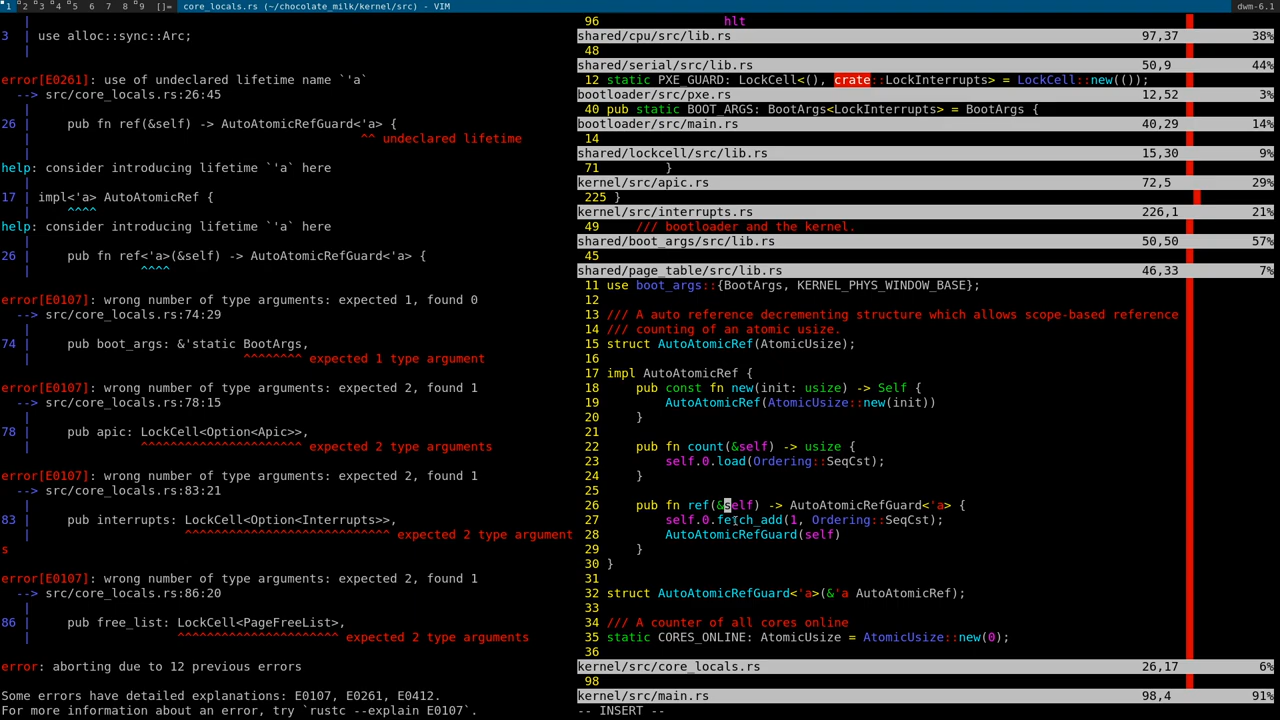 1 2 3 4 5 6 7 8 9 []= core_locals.rs (~/chocolate_milk/kernel/src) - VIM dwm-6.1
|
3 | use alloc::sync::Arc;
|
error[E0261]: use of undeclared lifetime name `'a`
--> src/core_locals.rs:26:45
|
26 | pub fn ref(&self) -> AutoAtomicRefGuard<'a> {
| ^^ undeclared lifetime
|
help: consider introducing lifetime `'a` here
|
17 | impl<'a> AutoAtomicRef {
| ^^^^
help: consider introducing lifetime `'a` here
|
26 | pub fn ref<'a>(&self) -> AutoAtomicRefGuard<'a> {
| ^^^^
error[E0107]: wrong number of type arguments: expected 1, found 0
--> src/core_locals.rs:74:29
|
74 | pub boot_args: &'static BootArgs,
| ^^^^^^^^ expected 1 type argument
error[E0107]: wrong number of type arguments: expected 2, found 1
--> src/core_locals.rs:78:15
|
78 | pub apic: LockCell<Option<Apic>>,
| ^^^^^^^^^^^^^^^^^^^^^^ expected 2 type arguments
error[E0107]: wrong number of type arguments: expected 2, found 1
--> src/core_locals.rs:83:21
|
83 | pub interrupts: LockCell<Option<Interrupts>>,
| ^^^^^^^^^^^^^^^^^^^^^^^^^^^^ expected 2 type argument
s
error[E0107]: wrong number of type arguments: expected 2, found 1
--> src/core_locals.rs:86:20
|
86 | pub free_list: LockCell<PageFreeList>,
| ^^^^^^^^^^^^^^^^^^^^^^ expected 2 type arguments
error: aborting due to 12 previous errors
Some errors have detailed explanations: E0107, E0261, E0412.
For more information about an error, try `rustc --explain E0107`.
96 hlt
shared/cpu/src/lib.rs 97,37 38%
48
shared/serial/src/lib.rs 50,9 44%
12 static PXE_GUARD: LockCell<(), crate::LockInterrupts> = LockCell::new(());
bootloader/src/pxe.rs 12,52 3%
40 pub static BOOT_ARGS: BootArgs<LockInterrupts> = BootArgs {
bootloader/src/main.rs 40,29 14%
14
shared/lockcell/src/lib.rs 15,30 9%
71 }
kernel/src/apic.rs 72,5 29%
225 }
kernel/src/interrupts.rs 226,1 21%
49 /// bootloader and the kernel.
shared/boot_args/src/lib.rs 50,50 57%
45
shared/page_table/src/lib.rs 46,33 7%
11 use boot_args::{BootArgs, KERNEL_PHYS_WINDOW_BASE};
12
13 /// A auto reference decrementing structure which allows scope-based reference
14 /// counting of an atomic usize.
15 struct AutoAtomicRef(AtomicUsize);
16
17 impl AutoAtomicRef {
18 pub const fn new(init: usize) -> Self {
19 AutoAtomicRef(AtomicUsize::new(init))
20 }
21
22 pub fn count(&self) -> usize {
23 self.0.load(Ordering::SeqCst);
24 }
25
26 pub fn ref(&self) -> AutoAtomicRefGuard<'a> {
27 self.0.fetch_add(1, Ordering::SeqCst);
28 AutoAtomicRefGuard(self)
29 }
30 }
31
32 struct AutoAtomicRefGuard<'a>(&'a AutoAtomicRef);
33
34 /// A counter of all cores online
35 static CORES_ONLINE: AtomicUsize = AtomicUsize::new(0);
36
kernel/src/core_locals.rs 26,17 6%
98
kernel/src/main.rs 98,4 91%
-- INSERT --